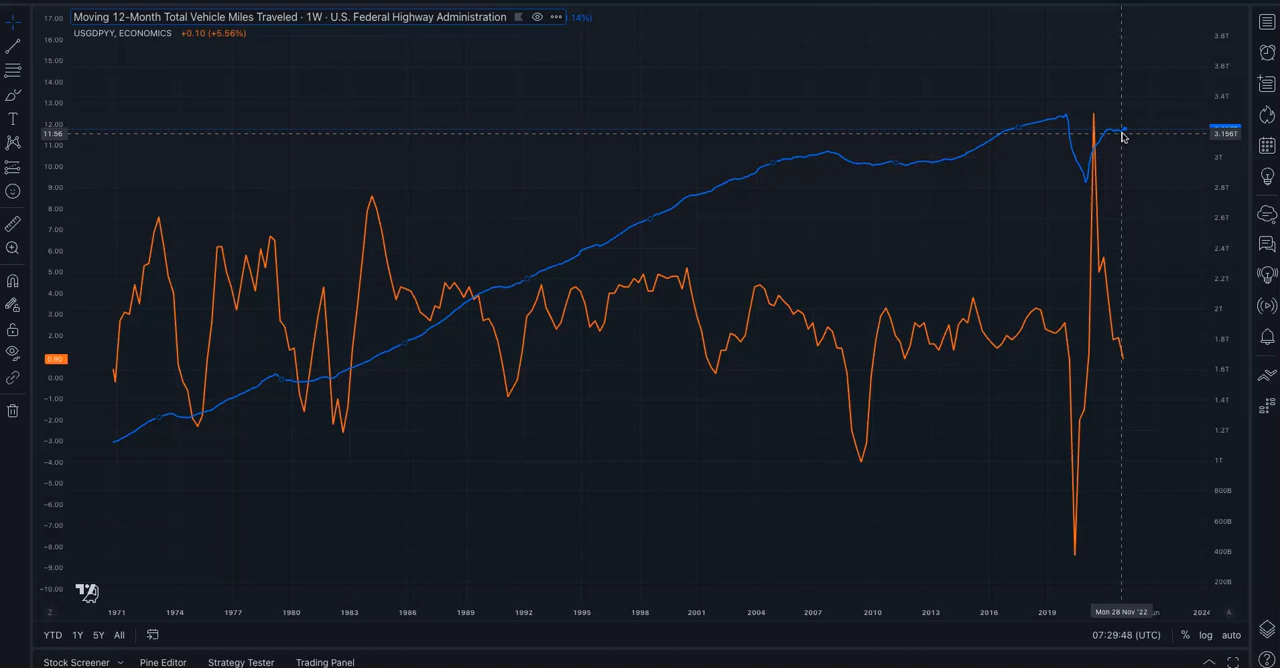 Moving 12-Month Total Vehicle Miles Traveled · 1W · U.S. Federal Highway Administration .14%)
USGDPYY, ECONOMICS +0.10 (+5.56%)
17.00
16.00
15.00
14.00
13.00
12.00
11.56
11.00
10.00
9.00
8.00
7.00
6.00
5.00
4.00
3.00
2.00
0.90
0.00
−1.00
−2.00
−3.00
−4.00
−5.00
−6.00
−7.00
−8.00
−9.00
−10.00
3.8T
3.6T
3.4T
3.156T
3T
2.8T
2.6T
2.4T
2.2T
2T
1.8T
1.6T
1.4T
1.2T
1T
800B
600B
400B
200B
Z 1971 1974 1977 1980 1983 1986 1989 1992 1995 1998 2001 2004 2007 2010 2013 2016 2019 Mon 28 Nov '22 un 2024 A
YTD 1Y 5Y All 07:29:48 (UTC) % log auto
Stock Screener Pine Editor Strategy Tester Trading Panel